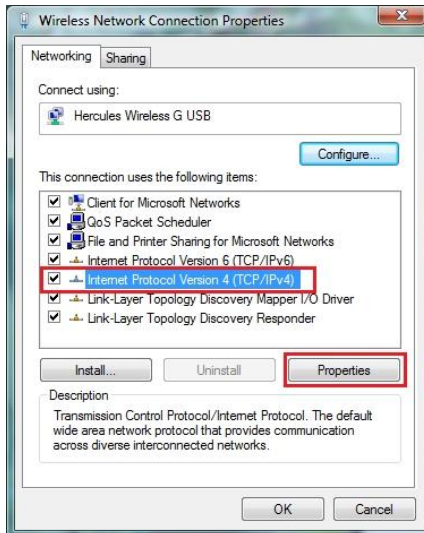 Wireless Network Connection Properties
Networking Sharing
Connect using:
Hercules Wireless G USB
Configure...
This connection uses the following items:
Client for Microsoft Networks
QoS Packet Scheduler
File and Printer Sharing for Microsoft Networks
Internet Protocol Version 6 (TCP/IPv6)
Internet Protocol Version 4 (TCP/IPv4)
Link-Layer Topology Discovery Mapper I/O Driver
Link-Layer Topology Discovery Responder
Install... Uninstall Properties
Description
Transmission Control Protocol/Internet Protocol. The default
wide area network protocol that provides communication
across diverse interconnected networks.
OK Cancel